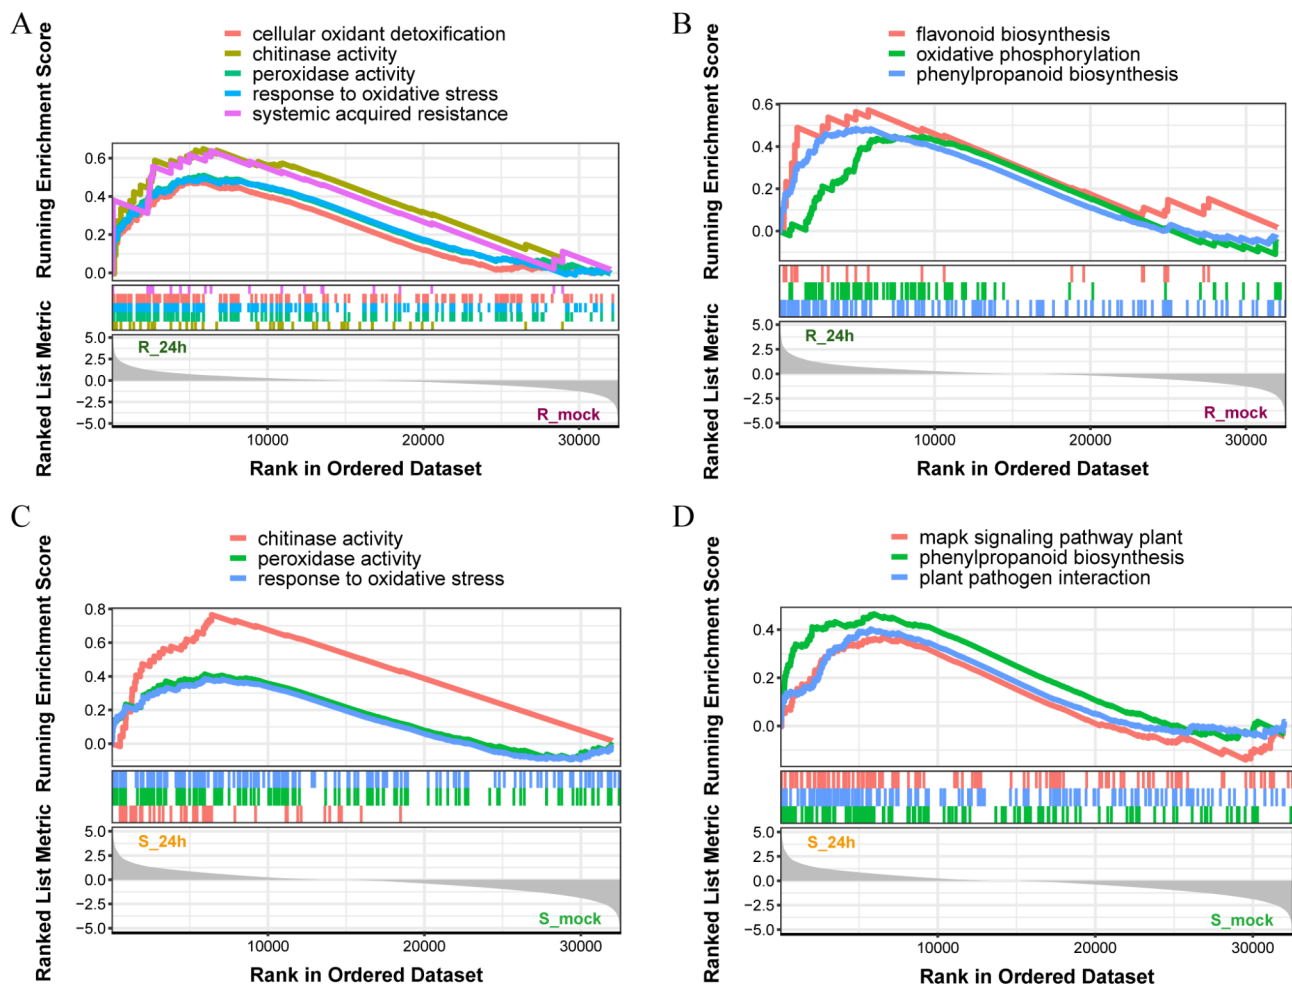 A
cellular oxidant detoxification
chitinase activity
peroxidase activity
response to oxidative stress
systemic acquired resistance
Running Enrichment Score
0.6
0.4
0.2
0.0
Ranked List Metric
5.0
2.5
0.0
−2.5
−5.0
R_24h
R_mock
10000
20000
30000
Rank in Ordered Dataset
B
flavonoid biosynthesis
oxidative phosphorylation
phenylpropanoid biosynthesis
Running Enrichment Score
0.6
0.4
0.2
0.0
Ranked List Metric
5.0
2.5
0.0
−2.5
−5.0
R_24h
R_mock
10000
20000
30000
Rank in Ordered Dataset
C
chitinase activity
peroxidase activity
response to oxidative stress
Running Enrichment Score
0.8
0.6
0.4
0.2
0.0
Ranked List Metric
5.0
2.5
0.0
−2.5
−5.0
S_24h
S_mock
10000
20000
30000
Rank in Ordered Dataset
D
mapk signaling pathway plant
phenylpropanoid biosynthesis
plant pathogen interaction
Running Enrichment Score
0.4
0.2
0.0
Ranked List Metric
5.0
2.5
0.0
−2.5
−5.0
S_24h
S_mock
10000
20000
30000
Rank in Ordered Dataset